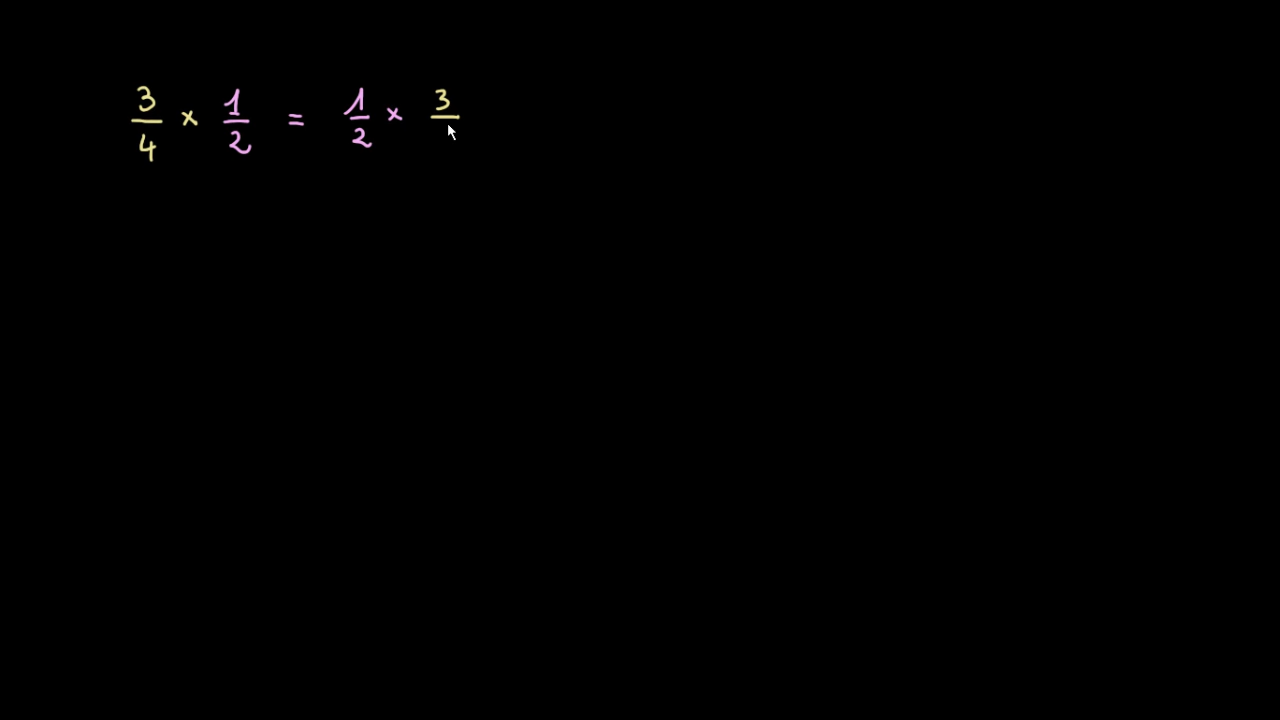 3/4 × 1/2 = 1/2 × 3/